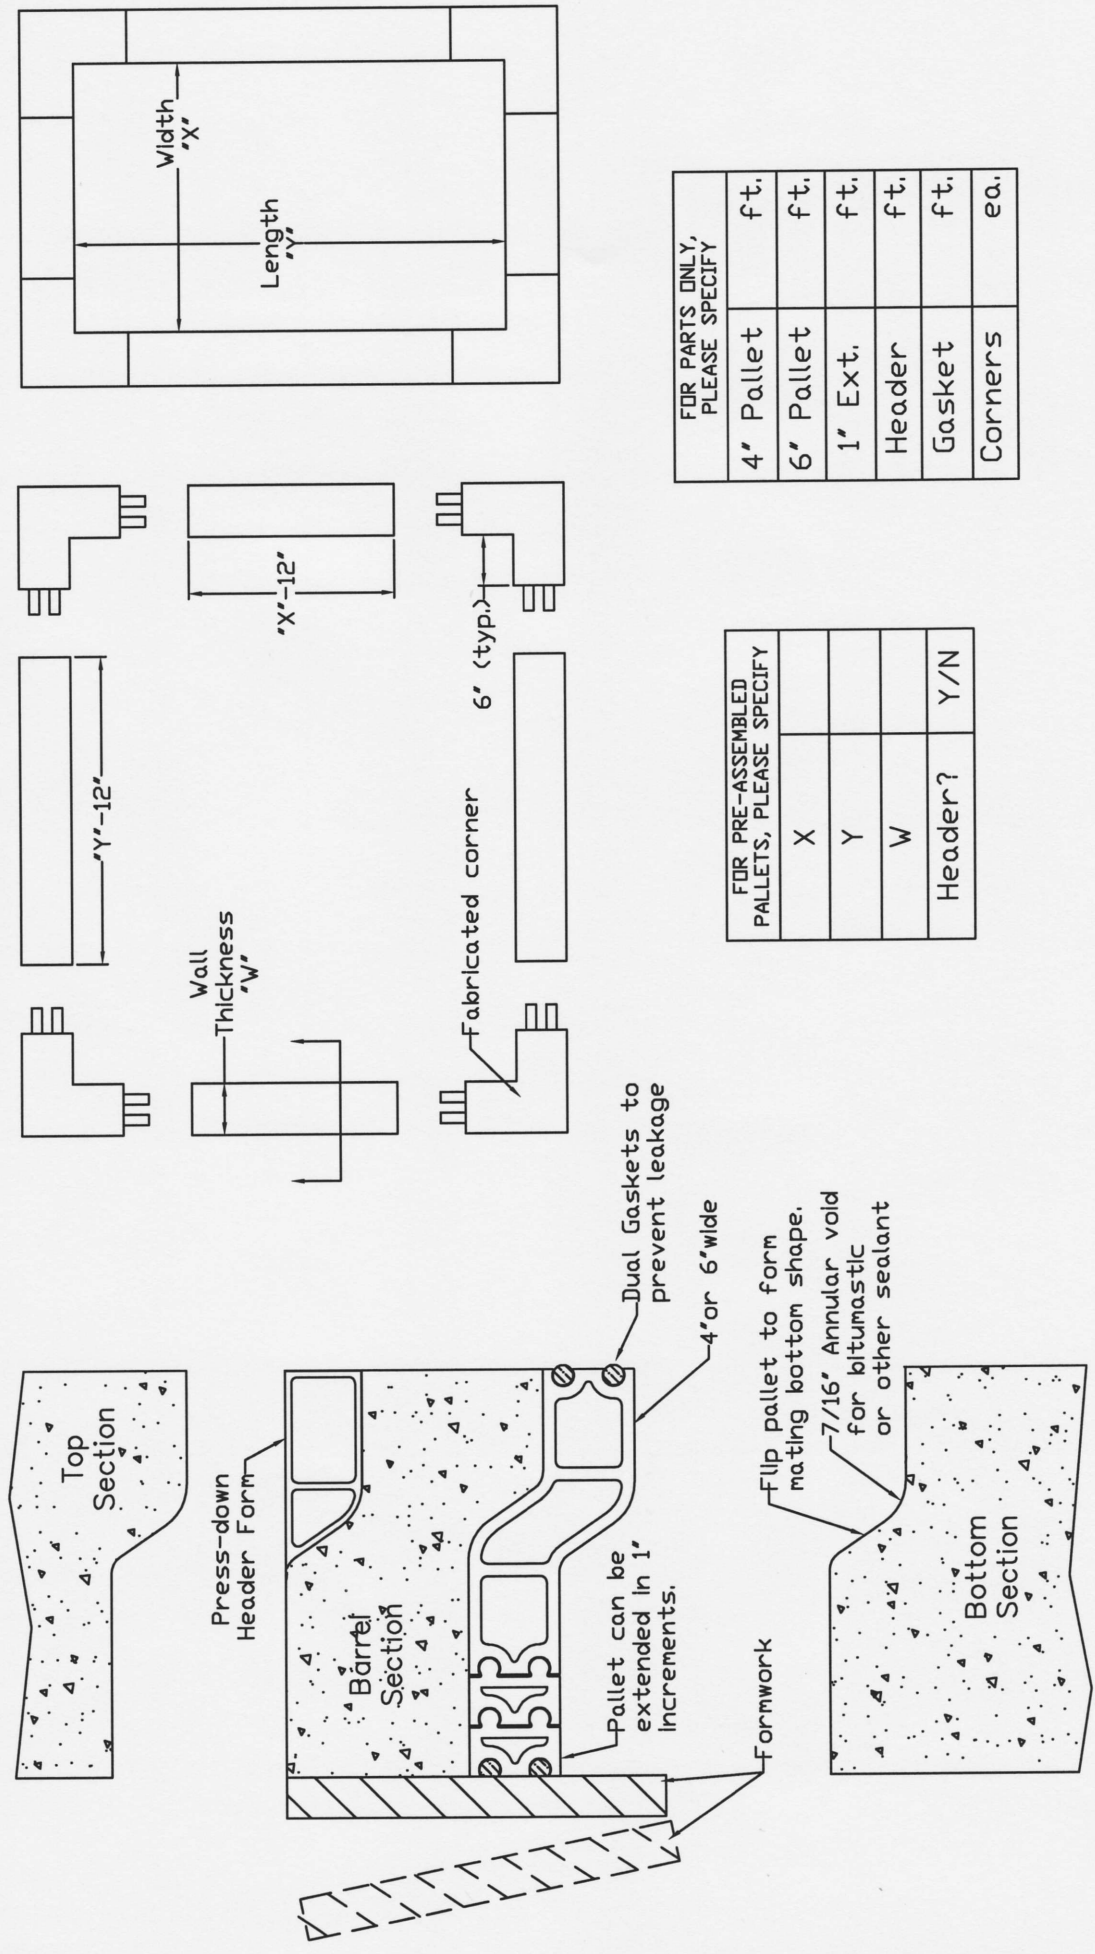 Top
Section
Press-down
Header Form
Barrel
Section
Dual Gaskets to
prevent leakage
4"or 6"wide
Pallet can be
extended in 1"
increments.
Formwork
Flip pallet to form
mating bottom shape.
7/16" Annular void
for bitumastic
or other sealant
Bottom
Section
"Y"-12"
Wall
Thickness
"W"
"X"-12"
6" (typ.)
Fabricated corner
Width
"X"
Length
"Y"
FOR PRE-ASSEMBLED
PALLETS, PLEASE SPECIFY
X
Y
W
Header? Y/N
FOR PARTS ONLY,
PLEASE SPECIFY
4" Pallet ft.
6" Pallet ft.
1" Ext. ft.
Header ft.
Gasket ft.
Corners ea.